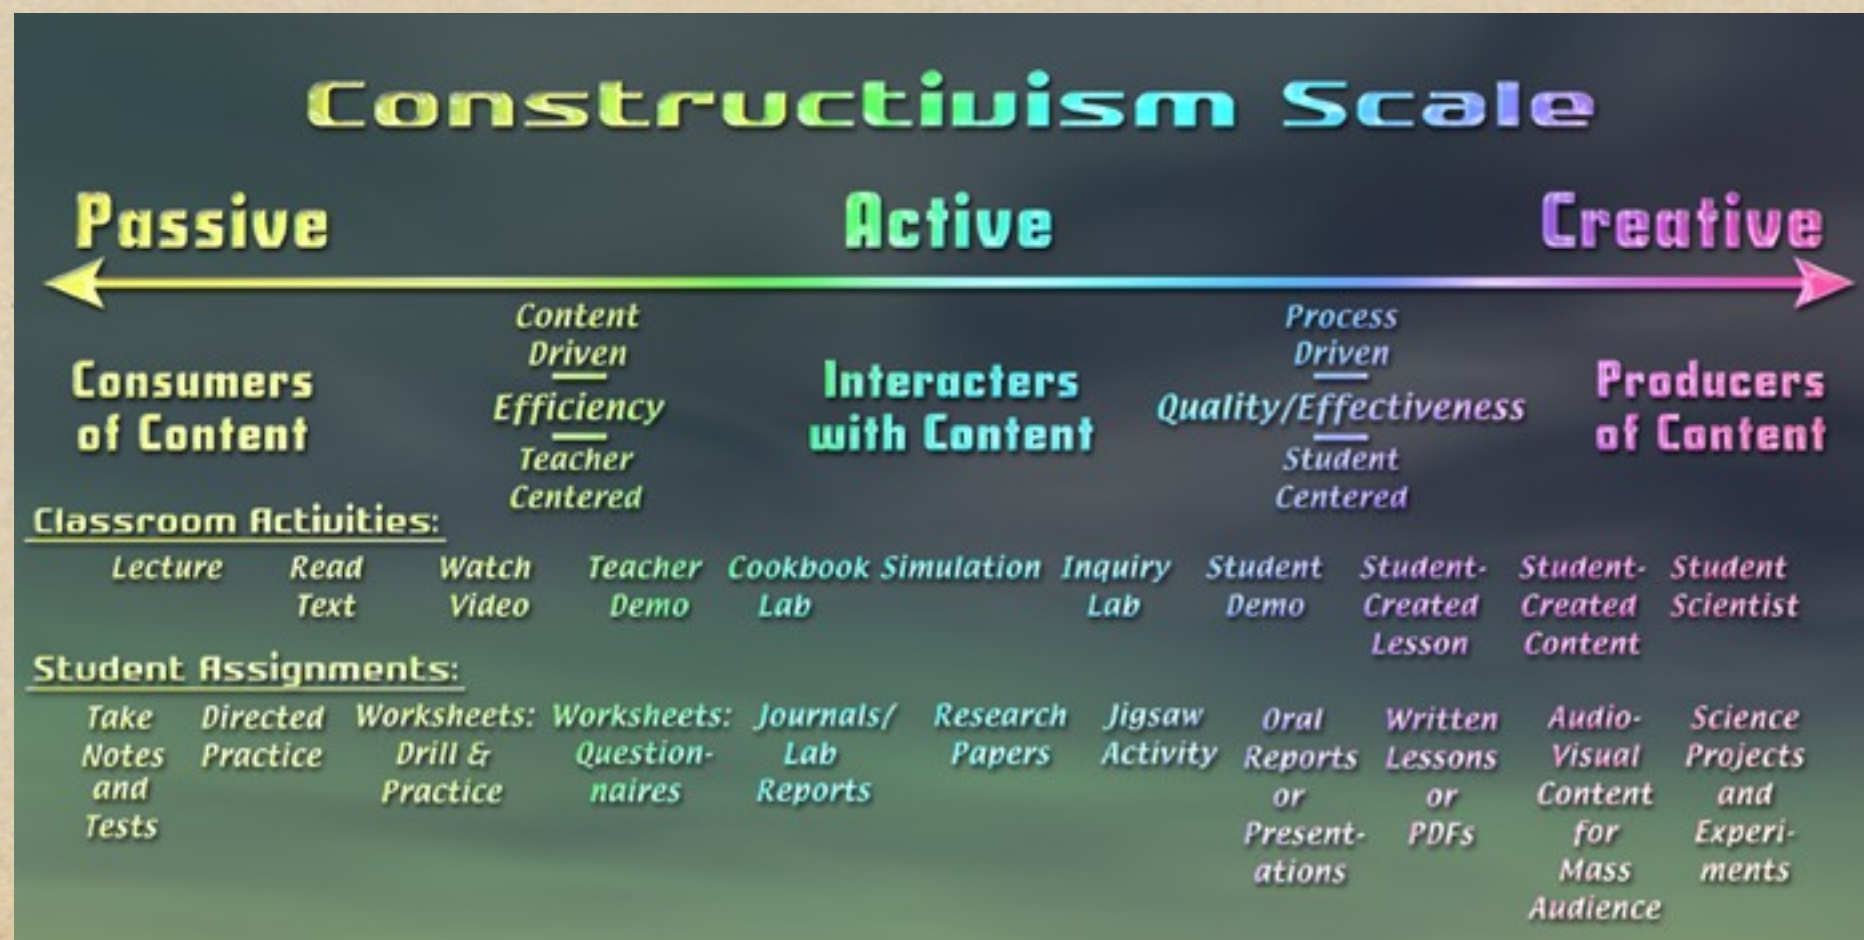 Constructivism Scale
Passive Active Creative
Consumers
of Content
Content
Driven
Efficiency
Teacher
Centered
Interacters
with Content
Process
Driven
Quality/Effectiveness
Student
Centered
Producers
of Content
Classroom Activities:
Lecture
Read
Text
Watch
Video
Teacher
Demo
Cookbook
Lab
Simulation
Inquiry
Lab
Student
Demo
Student-
Created
Lesson
Student-
Created
Content
Student
Scientist
Student Assignments:
Take
Notes
and
Tests
Directed
Practice
Worksheets:
Drill &
Practice
Worksheets:
Question-
naires
Journals/
Lab
Reports
Research
Papers
Jigsaw
Activity
Oral
Reports
or
Present-
ations
Written
Lessons
or
PDFs
Audio-
Visual
Content
for
Mass
Audience
Science
Projects
and
Experi-
ments